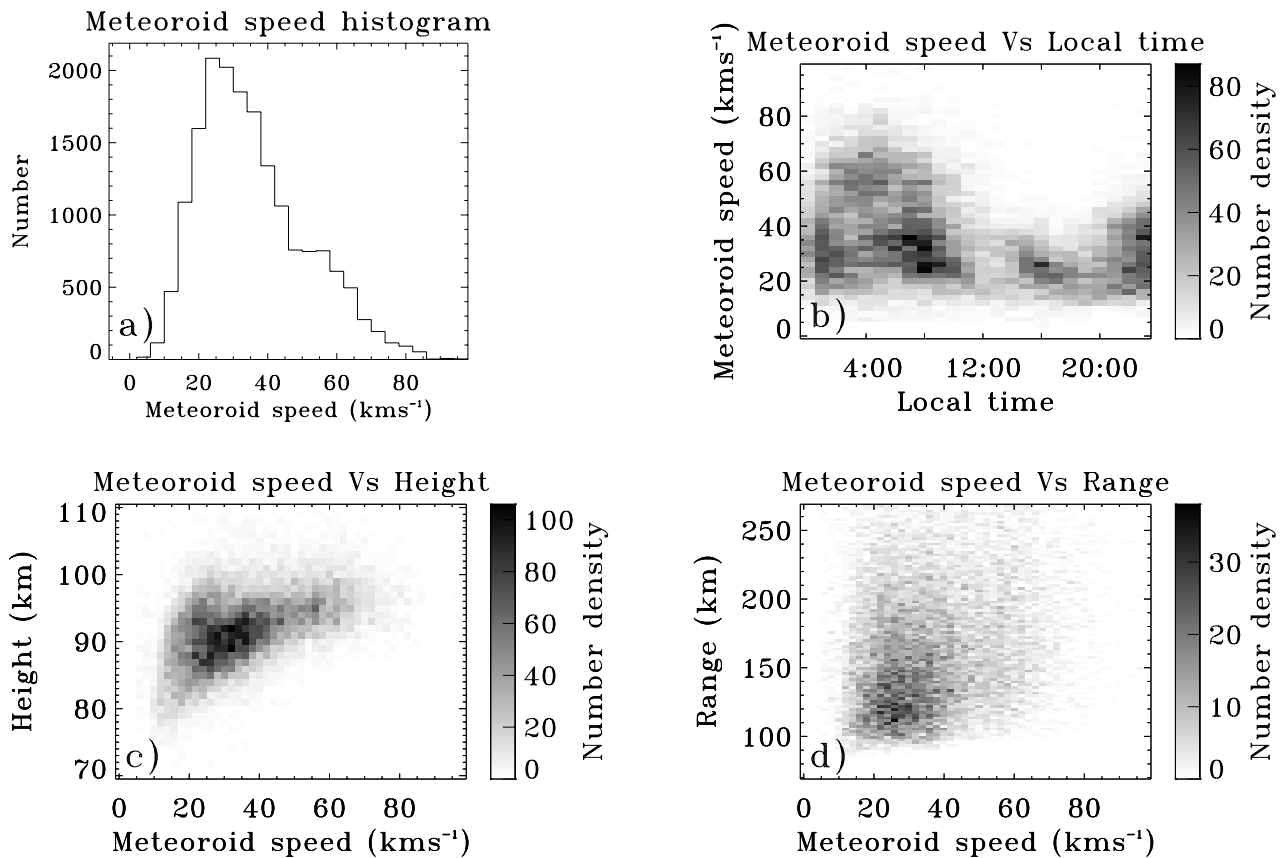 Meteoroid speed histogram
2000
1500
1000
500
0
Number
a)
0 20 40 60 80
Meteoroid speed (kms⁻¹)
Meteoroid speed Vs Local time
80
60
40
20
0
Meteoroid speed (kms⁻¹)
b)
4:00 12:00 20:00
Local time
80
60
40
20
0
Number density
Meteoroid speed Vs Height
110
100
90
80
70
Height (km)
c)
0 20 40 60 80
Meteoroid speed (kms⁻¹)
100
80
60
40
20
0
Number density
Meteoroid speed Vs Range
250
200
150
100
Range (km)
d)
0 20 40 60 80
Meteoroid speed (kms⁻¹)
30
20
10
0
Number density